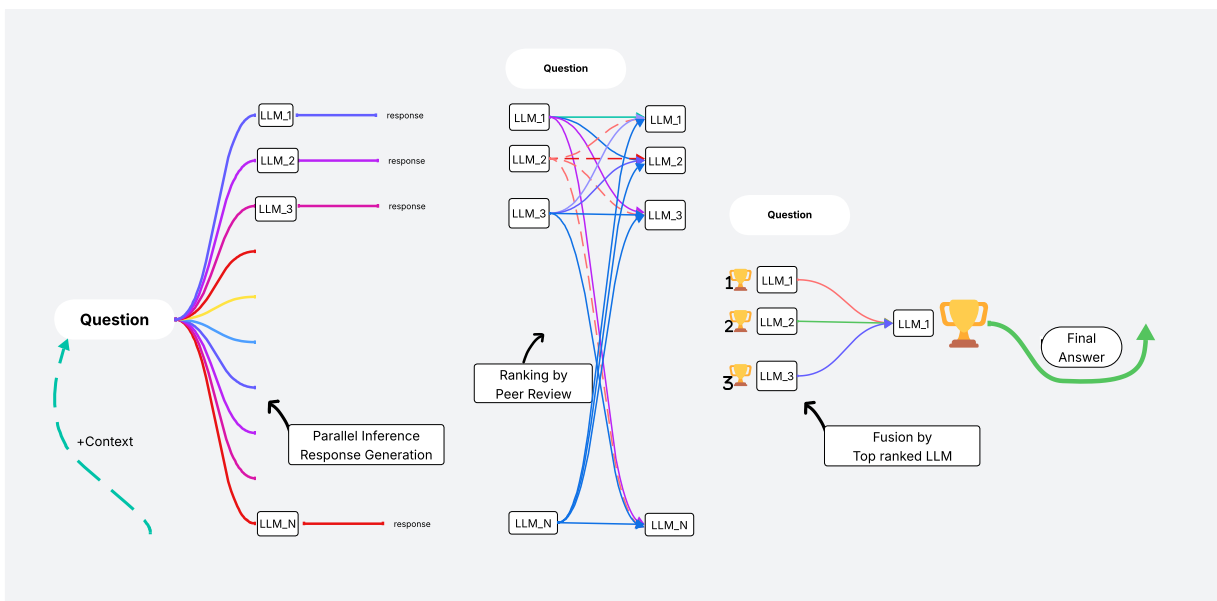 Question
+Context
LLM_1
response
LLM_2
response
LLM_3
response
LLM_N
response
Parallel Inference
Response Generation
Question
LLM_1
LLM_1
LLM_2
LLM_2
LLM_3
LLM_3
LLM_N
LLM_N
Ranking by
Peer Review
Question
1
LLM_1
2
LLM_2
3
LLM_3
LLM_1
Fusion by
Top ranked LLM
Final
Answer